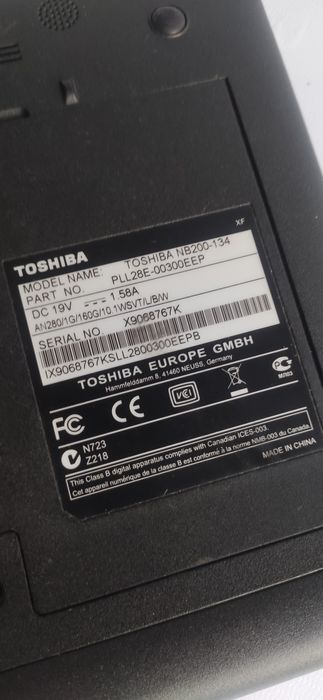 XF
TOSHIBA
MODEL NAME: TOSHIBA NB200-134
PART NO. PLL28E-00300EEP
DC 19V 1.58A
AN280/1G/160G/10.1WSVT/L/B/W
SERIAL NO. X9068767K
IX9068767KSLL2800300EEPB
TOSHIBA EUROPE GMBH
Hammfelddamm 8, 41460 NEUSS, Germany
FC CE VCI
N723
Z218
This Class B digital apparatus complies with Canadian ICES-003.
Cet appareil numérique de la classe B est conformé à la norme NMB-003 du Canada.
MADE IN CHINA